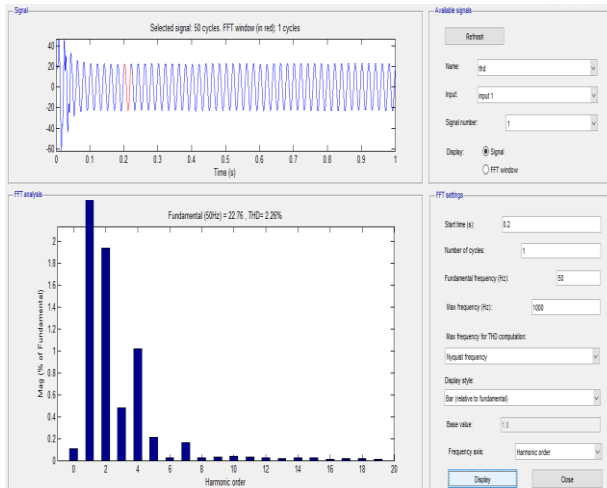 Signal
Selected signal: 50 cycles. FFT window (in red): 1 cycles
40
20
0
-20
-40
-60
0 0.1 0.2 0.3 0.4 0.5 0.6 0.7 0.8 0.9 1
Time (s)
FFT analysis
Fundamental (50Hz) = 22.76 , THD= 2.26%
Mag (% of Fundamental)
2
1.8
1.6
1.4
1.2
1
0.8
0.6
0.4
0.2
0
0 2 4 6 8 10 12 14 16 18 20
Harmonic order
Available signals
Refresh
Name: thd
Input: input 1
Signal number: 1
Display: Signal
FFT window
FFT settings
Start time (s): 0.2
Number of cycles: 1
Fundamental frequency (Hz): 50
Max frequency (Hz): 1000
Max frequency for THD computation:
Nyquist frequency
Display style:
Bar (relative to fundamental)
Base value: 1.0
Frequency axis: Harmonic order
Display Close